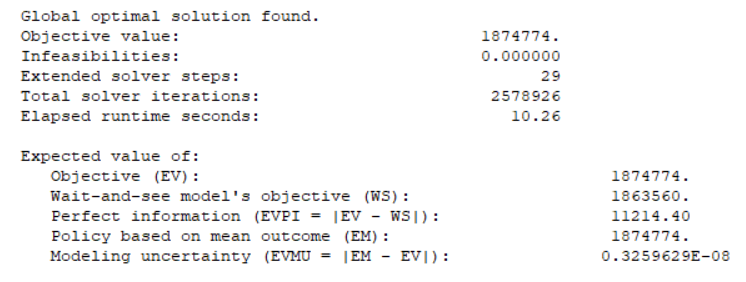 Global optimal solution found.
Objective value: 1874774.
Infeasibilities: 0.000000
Extended solver steps: 29
Total solver iterations: 2578926
Elapsed runtime seconds: 10.26
Expected value of:
Objective (EV): 1874774.
Wait-and-see model's objective (WS): 1863560.
Perfect information (EVPI = |EV - WS|): 11214.40
Policy based on mean outcome (EM): 1874774.
Modeling uncertainty (EVMU = |EM - EV|): 0.3259629E-08